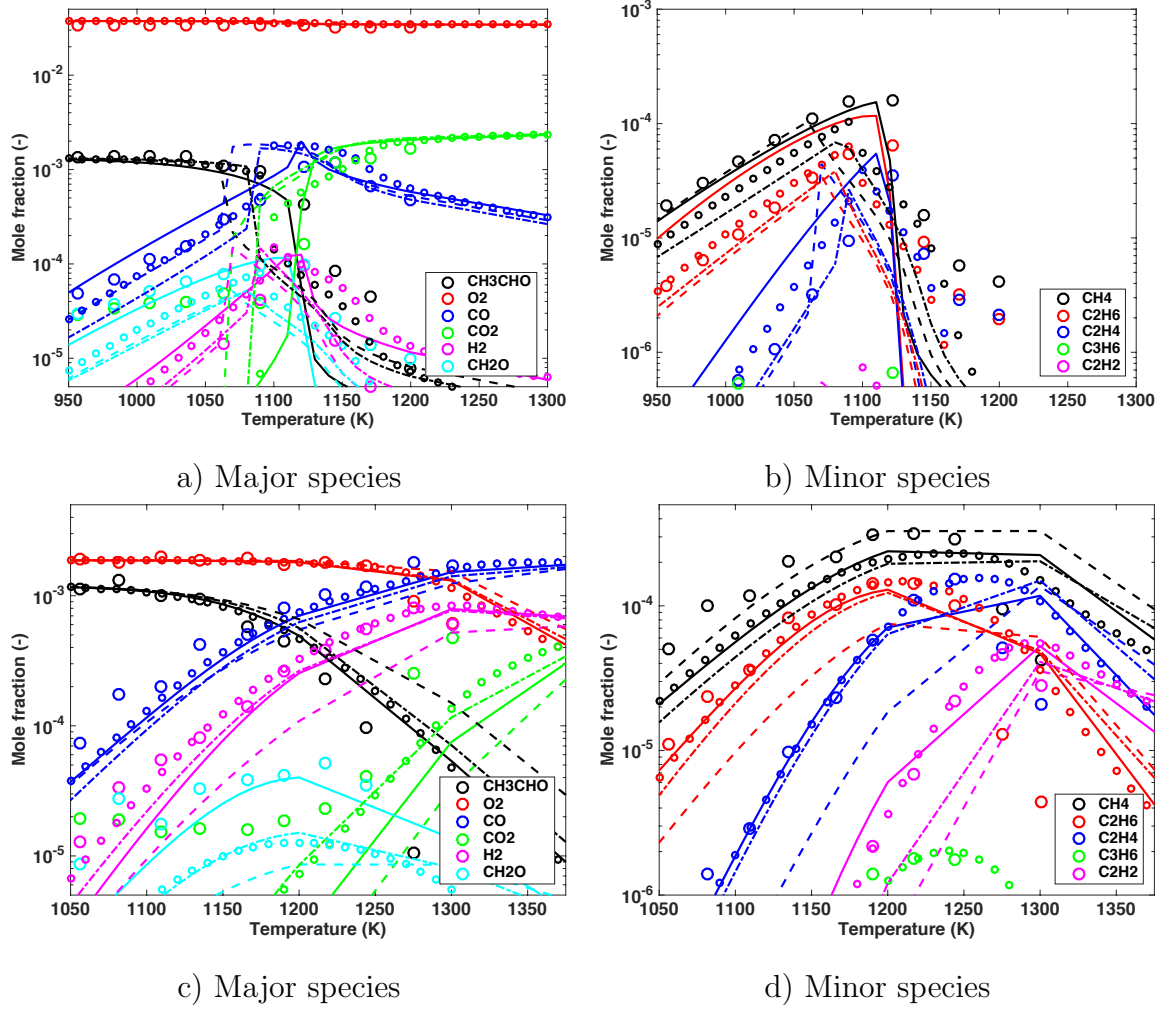 Mole fraction (-)
10^-2
10^-3
10^-4
10^-5
950 1000 1050 1100 1150 1200 1250 1300
Temperature (K)
CH3CHO
O2
CO
CO2
H2
CH2O
a) Major species
Mole fraction (-)
10^-3
10^-4
10^-5
10^-6
950 1000 1050 1100 1150 1200 1250 1300
Temperature (K)
CH4
C2H6
C2H4
C3H6
C2H2
b) Minor species
Mole fraction (-)
10^-3
10^-4
10^-5
1050 1100 1150 1200 1250 1300 1350
Temperature (K)
CH3CHO
O2
CO
CO2
H2
CH2O
c) Major species
Mole fraction (-)
10^-4
10^-5
10^-6
1050 1100 1150 1200 1250 1300 1350
Temperature (K)
CH4
C2H6
C2H4
C3H6
C2H2
d) Minor species